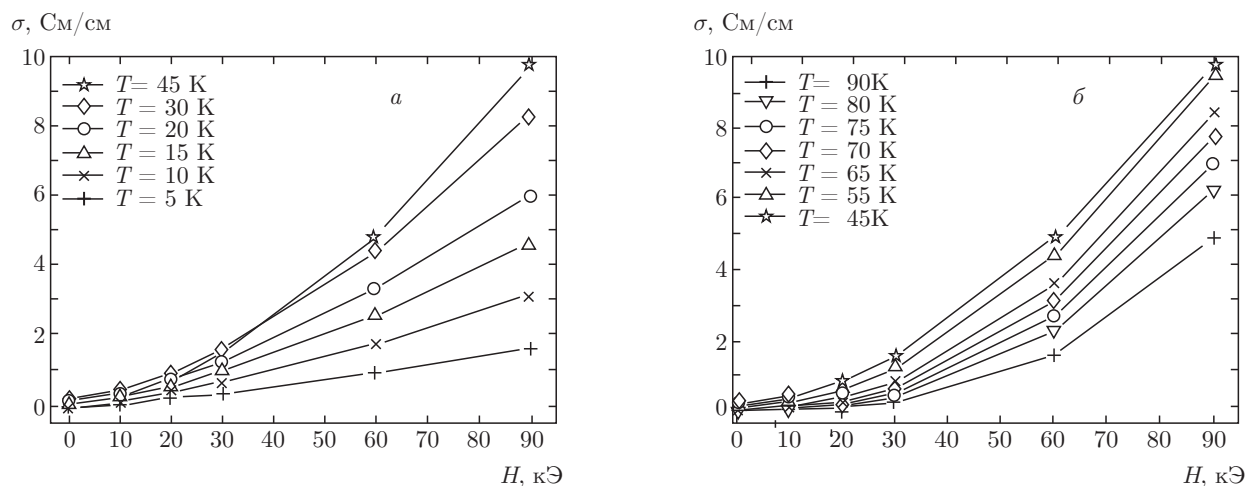 σ, См/см
10
8
6
4
2
0
T= 45 K
T = 30 K
T = 20 K
T = 15 K
T = 10 K
T = 5 K
а
0 10 20 30 40 50 60 70 80 90
H, кЭ
σ, См/см
10
8
6
4
2
0
T= 90K
T = 80 K
T = 75 K
T = 70 K
T = 65 K
T = 55 K
T= 45K
б
0 10 20 30 40 50 60 70 80 90
H, кЭ